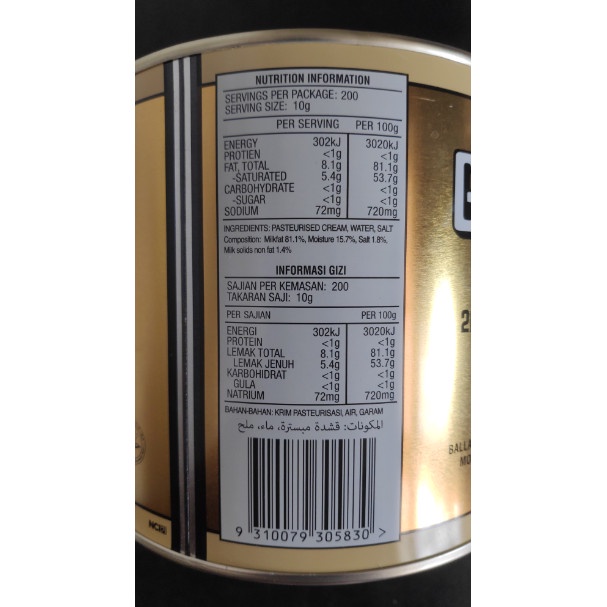 NUTRITION INFORMATION
SERVINGS PER PACKAGE: 200
SERVING SIZE: 10g
PER SERVING PER 100g
ENERGY 302kJ 3020kJ
PROTIEN <1g <1g
FAT, TOTAL 8.1g 81.1g
-SATURATED 5.4g 53.7g
CARBOHYDRATE <1g <1g
-SUGAR <1g <1g
SODIUM 72mg 720mg
INGREDIENTS: PASTEURISED CREAM, WATER, SALT
Composition: Milkfat 81.1%, Moisture 15.7%, Salt 1.8%,
Milk solids non fat 1.4%
INFORMASI GIZI
SAJIAN PER KEMASAN: 200
TAKARAN SAJI: 10g
PER SAJIAN PER 100g
ENERGI 302kJ 3020kJ
PROTEIN <1g <1g
LEMAK TOTAL 8.1g 81.1g
LEMAK JENUH 5.4g 53.7g
KARBOHIDRAT <1g <1g
GULA <1g <1g
NATRIUM 72mg 720mg
BAHAN-BAHAN: KRIM PASTEURISASI, AIR, GARAM
المكونات: قشدة مبسترة، ماء، ملح
9 310079 305830 >